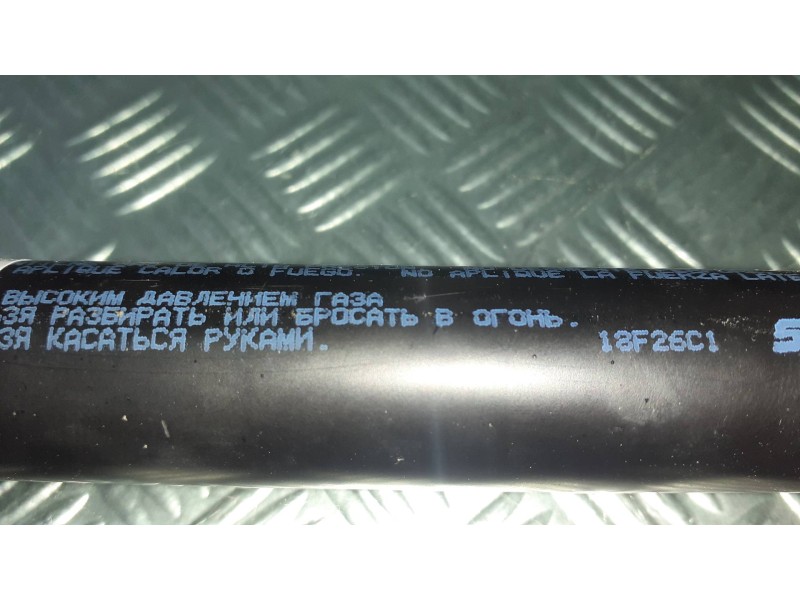 APLIQUE CALOR O FUEGO. NO APLIQUE LA FUERZA LATE
ВЫСОКИМ ДАВЛЕНИЕМ ГАЗА
ЗЯ РАЗБИРАТЬ ИЛИ БРОСАТЬ В ОГОНЬ.
ЗЯ КАСАТЬСЯ РУКАМИ. 18F26C1